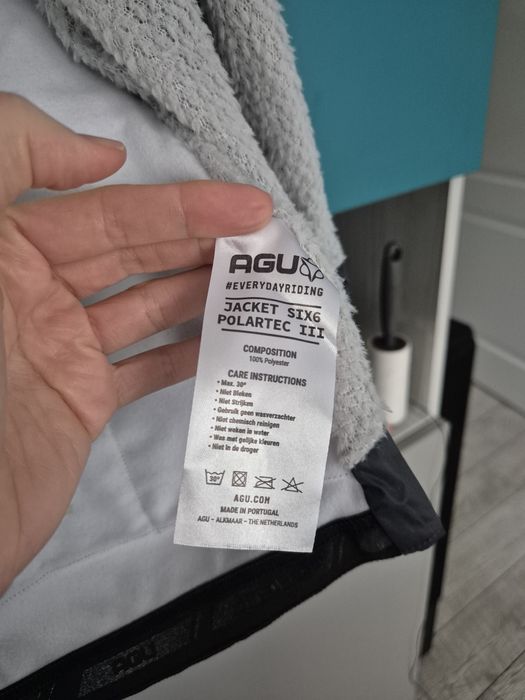 AGU
#EVERYDAYRIDING
JACKET SIX6
POLARTEC III
COMPOSITION
100% Polyester
CARE INSTRUCTIONS
• Max. 30°
• Niet Bleken
• Niet Strijken
• Gebruik geen wasverzachter
• Niet chemisch reinigen
• Niet weken in water
• Was met gelijke kleuren
• Niet in de droger
30°
AGU.COM
MADE IN PORTUGAL
AGU - ALKMAAR - THE NETHERLANDS
AGU